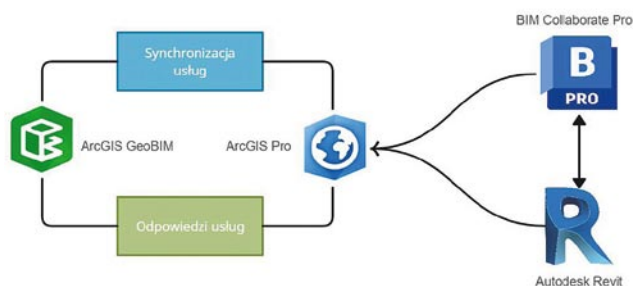 BIM Collaborate Pro
Synchronizacja
usług
B
PRO
ArcGIS GeoBIM
ArcGIS Pro
Odpowiedzi usług
R
Autodesk Revit